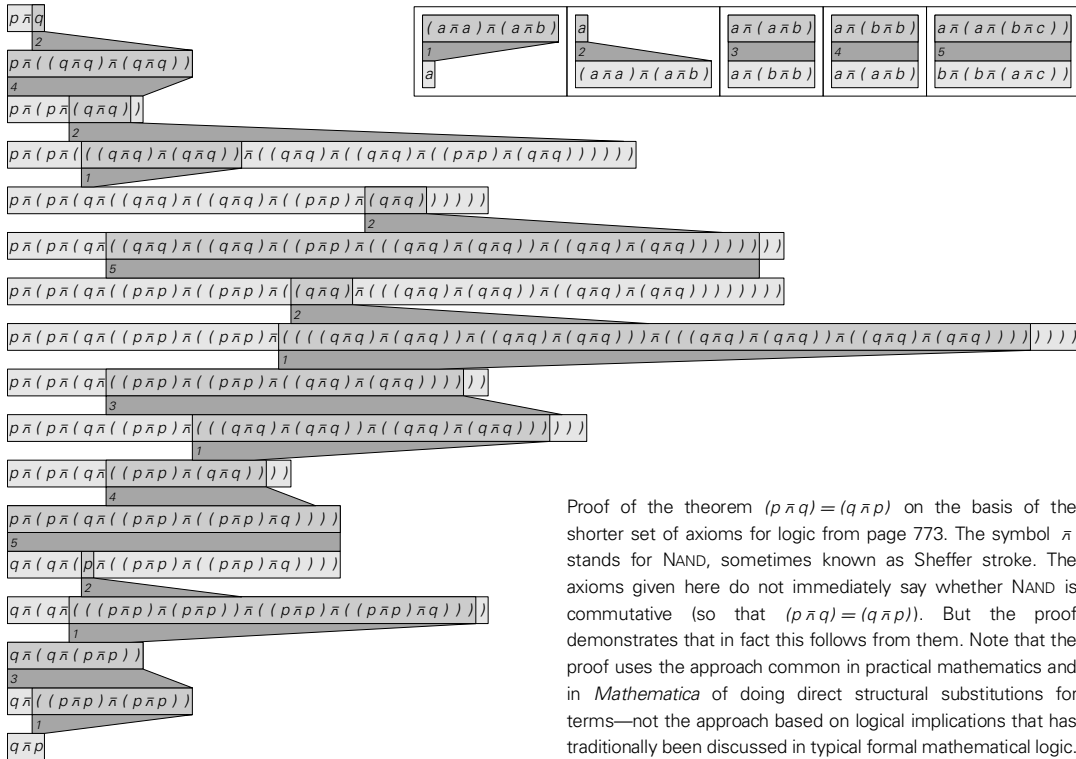 p⊼q
2
p⊼((q⊼q)⊼(q⊼q))
4
p⊼(p⊼(q⊼q))
2
p⊼(p⊼(((q⊼q)⊼(q⊼q))⊼((q⊼q)⊼((q⊼q)⊼((p⊼p)⊼(q⊼q))))))
1
p⊼(p⊼(q⊼((q⊼q)⊼((q⊼q)⊼((p⊼p)⊼(q⊼q))))))
2
p⊼(p⊼(q⊼((q⊼q)⊼((q⊼q)⊼((p⊼p)⊼(((q⊼q)⊼(q⊼q))⊼((q⊼q)⊼(q⊼q))))))))
5
p⊼(p⊼(q⊼((p⊼p)⊼((p⊼p)⊼((q⊼q)⊼(((q⊼q)⊼(q⊼q))⊼((q⊼q)⊼(q⊼q))))))))
2
p⊼(p⊼(q⊼((p⊼p)⊼((p⊼p)⊼((((q⊼q)⊼(q⊼q))⊼((q⊼q)⊼(q⊼q)))⊼(((q⊼q)⊼(q⊼q))⊼((q⊼q)⊼(q⊼q))))))))
1
p⊼(p⊼(q⊼((p⊼p)⊼((p⊼p)⊼((q⊼q)⊼(q⊼q))))))
3
p⊼(p⊼(q⊼((p⊼p)⊼(((q⊼q)⊼(q⊼q))⊼((q⊼q)⊼(q⊼q))))))
1
p⊼(p⊼(q⊼((p⊼p)⊼(q⊼q))))
4
p⊼(p⊼(q⊼((p⊼p)⊼((p⊼p)⊼q))))
5
q⊼(q⊼(p⊼((p⊼p)⊼((p⊼p)⊼q))))
2
q⊼(q⊼(((p⊼p)⊼(p⊼p))⊼((p⊼p)⊼((p⊼p)⊼q))))
1
q⊼(q⊼(p⊼p))
3
q⊼((p⊼p)⊼(p⊼p))
1
q⊼p
(a⊼a)⊼(a⊼b)
1
a
a
2
(a⊼a)⊼(a⊼b)
a⊼(a⊼b)
3
a⊼(b⊼b)
a⊼(b⊼b)
4
a⊼(a⊼b)
a⊼(a⊼(b⊼c))
5
b⊼(b⊼(a⊼c))
Proof of the theorem (p⊼q)=(q⊼p) on the basis of the
shorter set of axioms for logic from page 773. The symbol ⊼
stands for NAND, sometimes known as Sheffer stroke. The
axioms given here do not immediately say whether NAND is
commutative (so that (p⊼q)=(q⊼p)). But the proof
demonstrates that in fact this follows from them. Note that the
proof uses the approach common in practical mathematics and
in Mathematica of doing direct structural substitutions for
terms—not the approach based on logical implications that has
traditionally been discussed in typical formal mathematical logic.